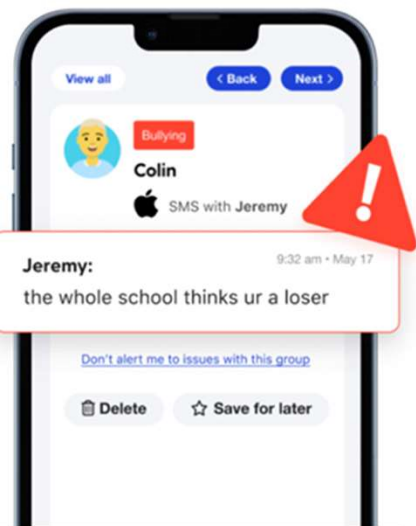 View all
< Back
Next >
Bullying
Colin
SMS with Jeremy
!
Jeremy:
9:32 am • May 17
the whole school thinks ur a loser
Don't alert me to issues with this group
Delete
Save for later